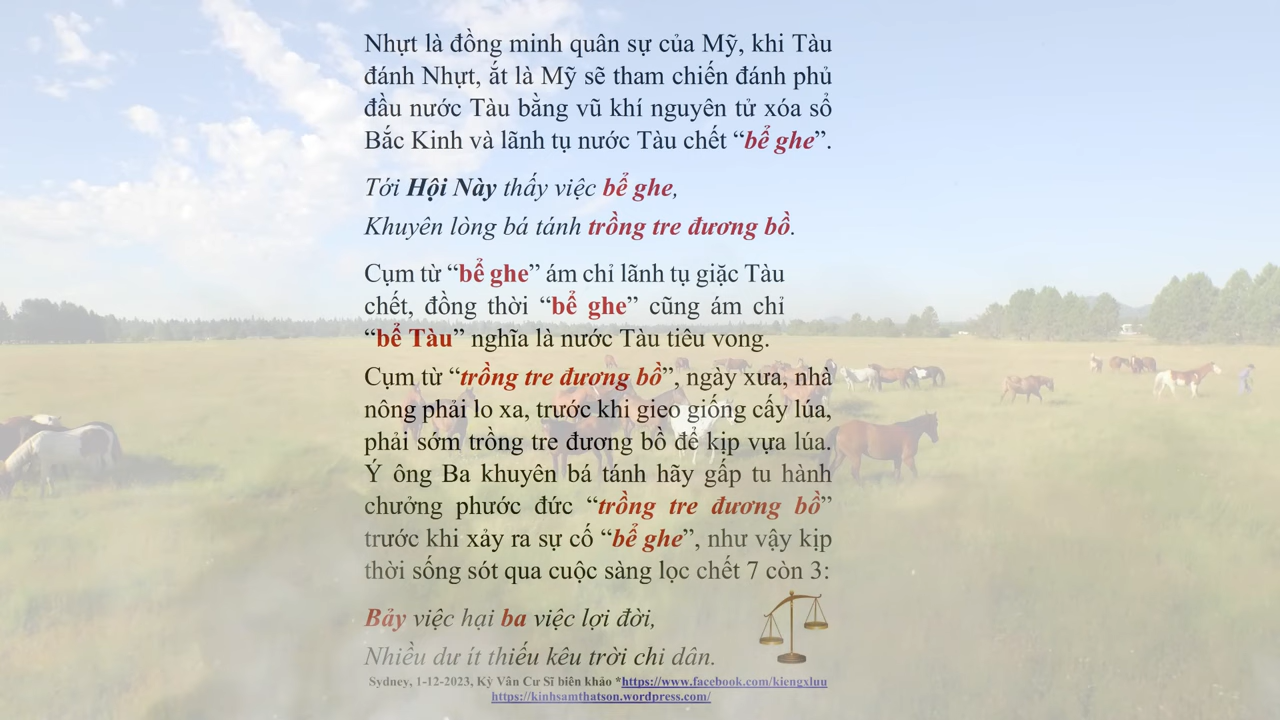 Nhựt là đồng minh quân sự của Mỹ, khi Tàu
đánh Nhựt, ắt là Mỹ sẽ tham chiến đánh phủ
đầu nước Tàu bằng vũ khí nguyên tử xóa sổ
Bắc Kinh và lãnh tụ nước Tàu chết “bể ghe”.
Tới Hội Này thấy việc bể ghe,
Khuyên lòng bá tánh trồng tre đương bồ.
Cụm từ “bể ghe” ám chỉ lãnh tụ giặc Tàu
chết, đồng thời “bể ghe” cũng ám chỉ
“bể Tàu” nghĩa là nước Tàu tiêu vong.
Cụm từ “trồng tre đương bồ”, ngày xưa, nhà
nông phải lo xa, trước khi gieo giống cấy lúa,
phải sớm trồng tre đương bồ để kịp vựa lúa.
Ý ông Ba khuyên bá tánh hãy gấp tu hành
chưởng phước đức “trồng tre đương bồ”
trước khi xảy ra sự cố “bể ghe”, như vậy kịp
thời sống sót qua cuộc sàng lọc chết 7 còn 3:
Bảy việc hại ba việc lợi đời,
Nhiều dư ít thiếu kêu trời chi dân.
Sydney, 1-12-2023, Kỳ Vân Cư Sĩ biên khảo *https://www.facebook.com/kiengxluu
https://kinhsamthatson.wordpress.com/